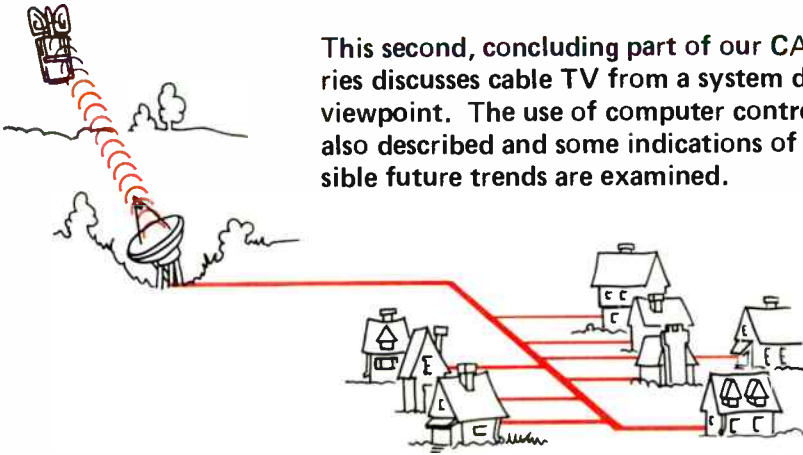 This second, concluding part of our CA
ries discusses cable TV from a system d
viewpoint. The use of computer contro
also described and some indications of
sible future trends are examined.